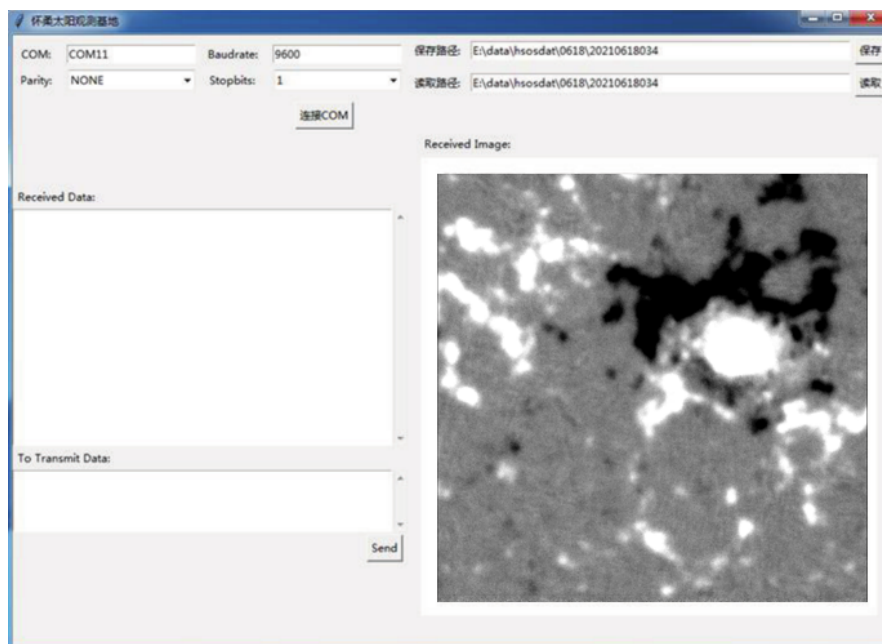 怀柔太阳观测基地
COM: COM11 Baudrate: 9600 保存路径: E:\data\hsosdat\0618\20210618034 保存
Parity: NONE Stopbits: 1 读取路径: E:\data\hsosdat\0618\20210618034 读取
连接COM
Received Image:
Received Data:
To Transmit Data:
Send